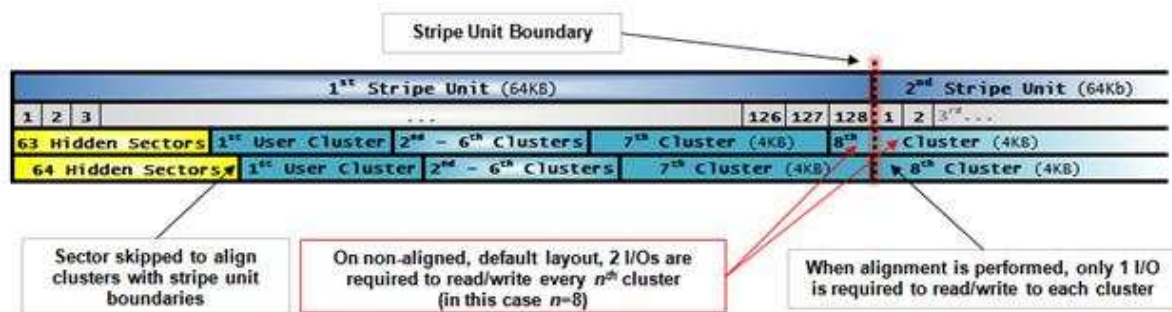 Stripe Unit Boundary
1st Stripe Unit (64KB) 2nd Stripe Unit (64Kb)
1 2 3 ... 126 127 128 1 2 3rd...
63 Hidden Sectors 1st User Cluster 2nd - 6th Clusters 7th Cluster (4KB) 8th Cluster (4KB)
64 Hidden Sectors 1st User Cluster 2nd - 6th Clusters 7th Cluster (4KB) 8th Cluster (4KB)
Sector skipped to align
clusters with stripe unit
boundaries
On non-aligned, default layout, 2 I/Os are
required to read/write every nth cluster
(in this case n=8)
When alignment is performed, only 1 I/O
is required to read/write to each cluster